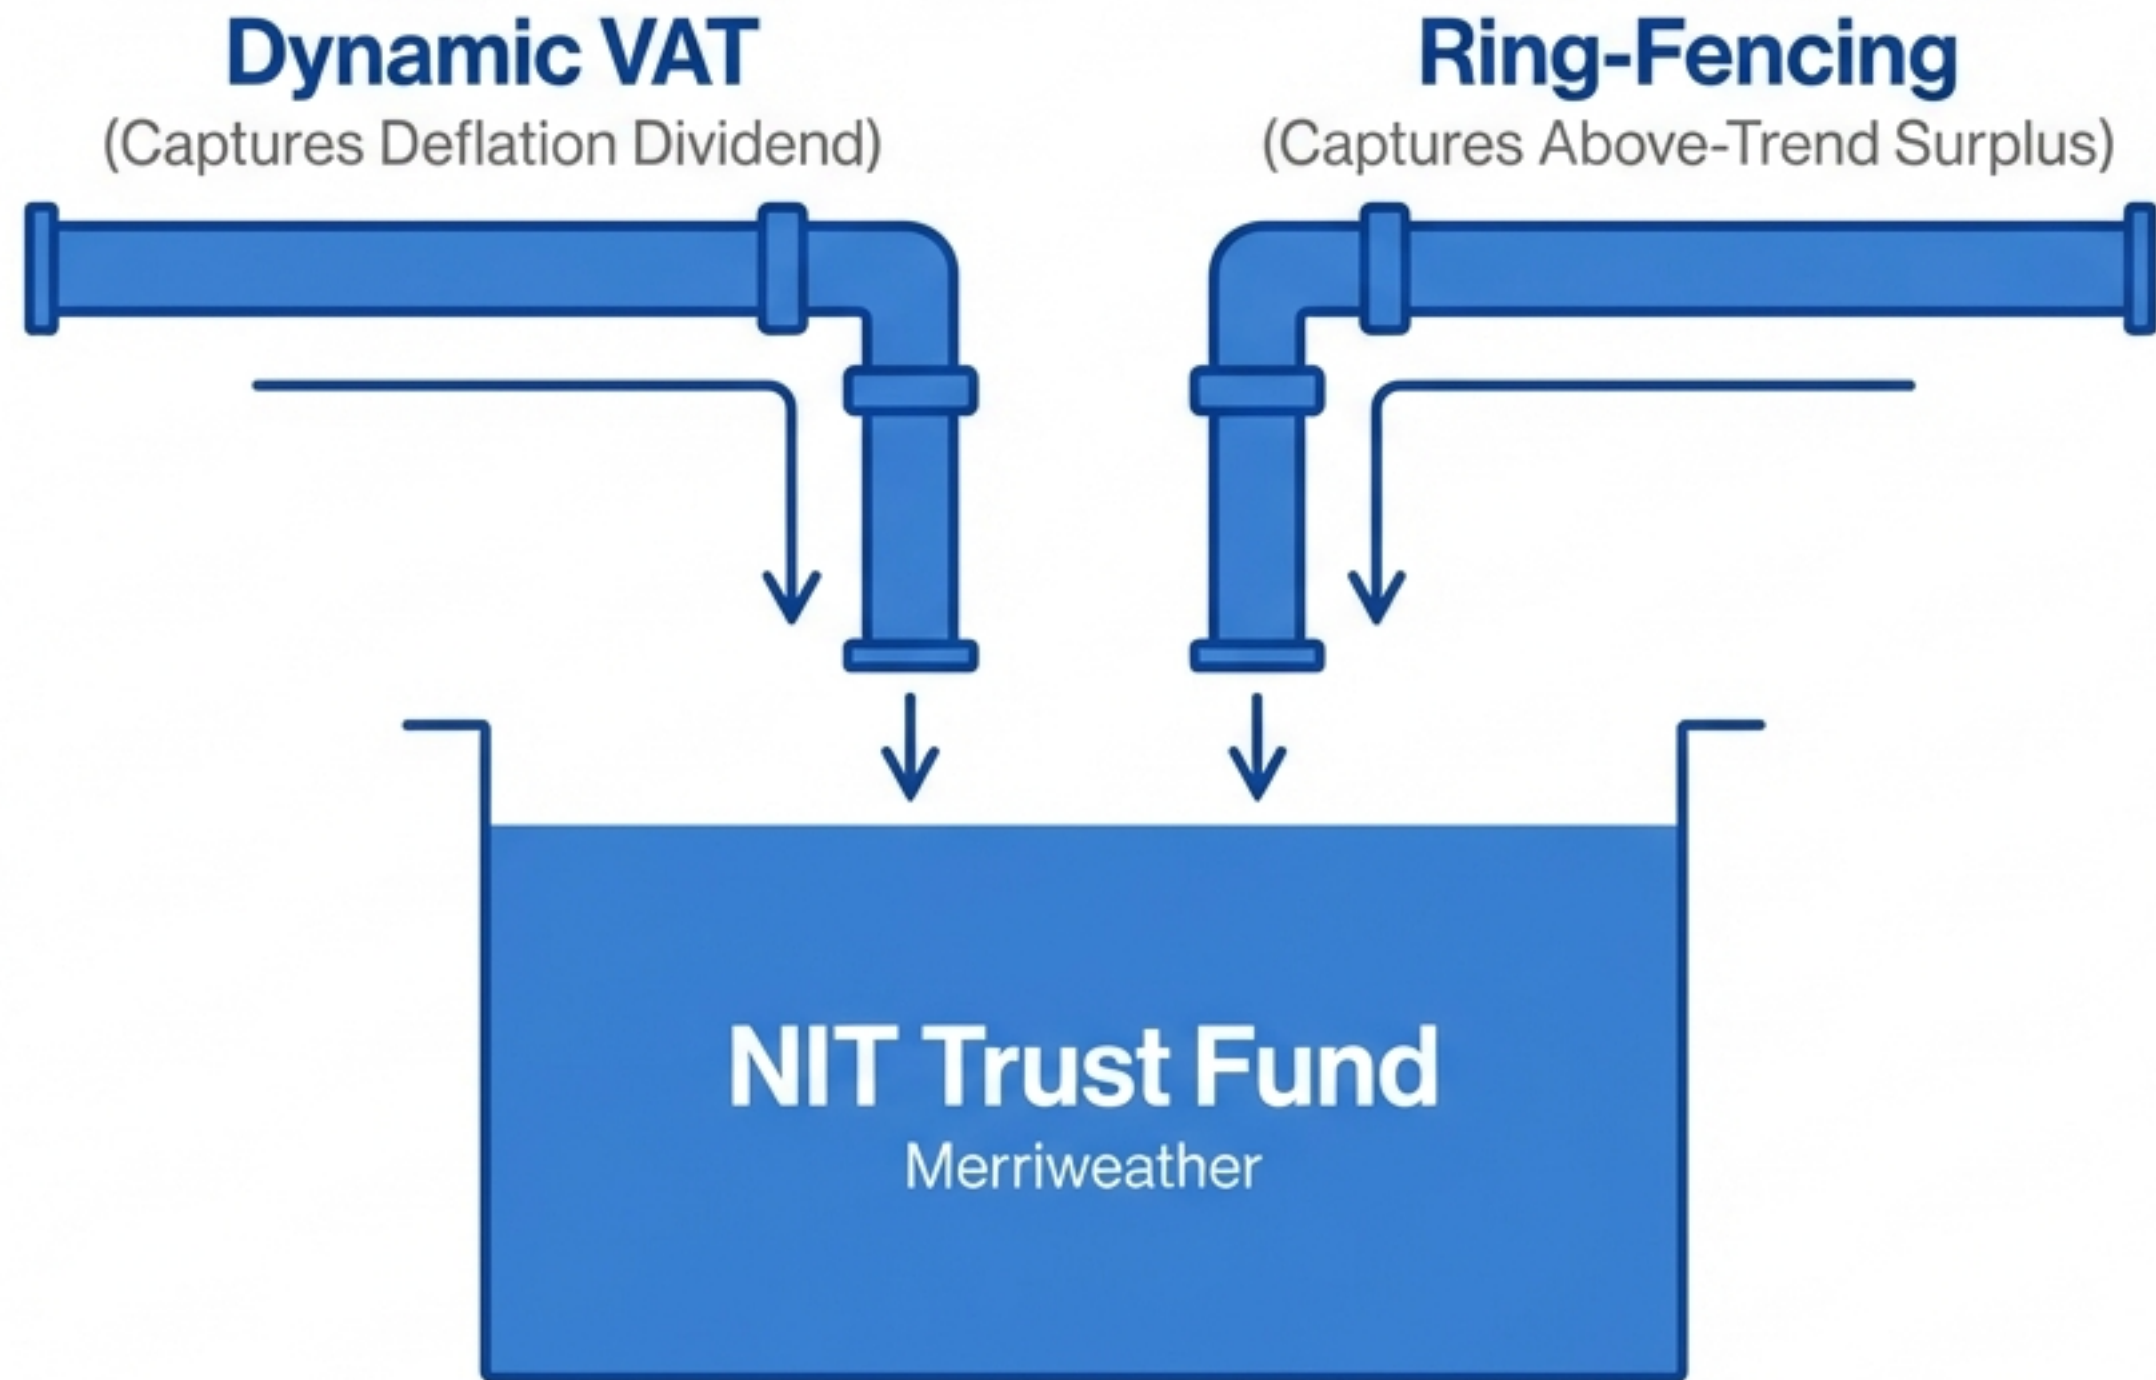 Dynamic VAT
(Captures Deflation Dividend)
Ring-Fencing
(Captures Above-Trend Surplus)
NIT Trust Fund
Merriweather